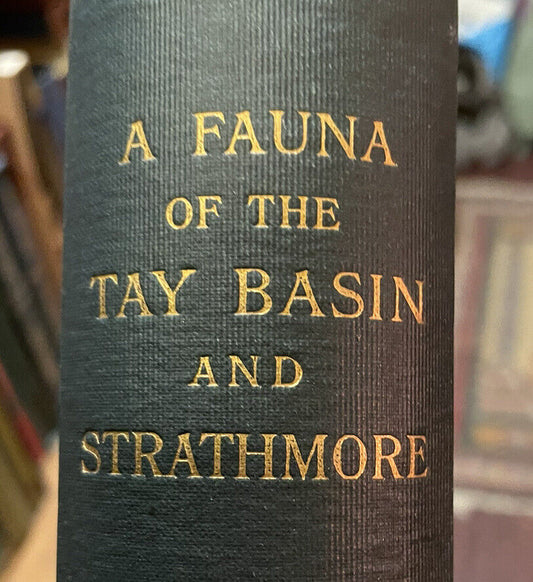 A FAUNA
OF THE
TAY BASIN
AND
STRATHMORE